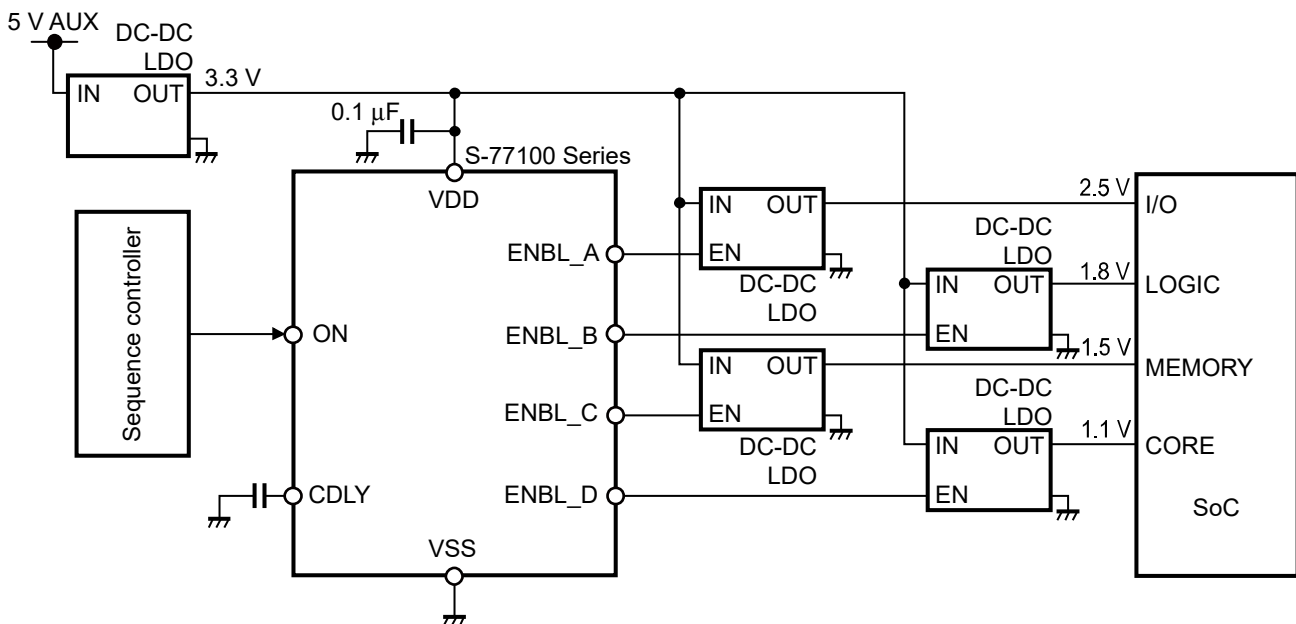 5 V AUX
DC-DC
LDO
IN OUT
3.3 V
0.1 μF
S-77100 Series
VDD
Sequence controller
ON
CDLY
VSS
ENBL_A
ENBL_B
ENBL_C
ENBL_D
IN OUT
EN
DC-DC
LDO
DC-DC
LDO
IN OUT
EN
IN OUT
EN
DC-DC
LDO
DC-DC
LDO
IN OUT
EN
2.5 V
I/O
1.8 V
LOGIC
1.5 V
MEMORY
1.1 V
CORE
SoC